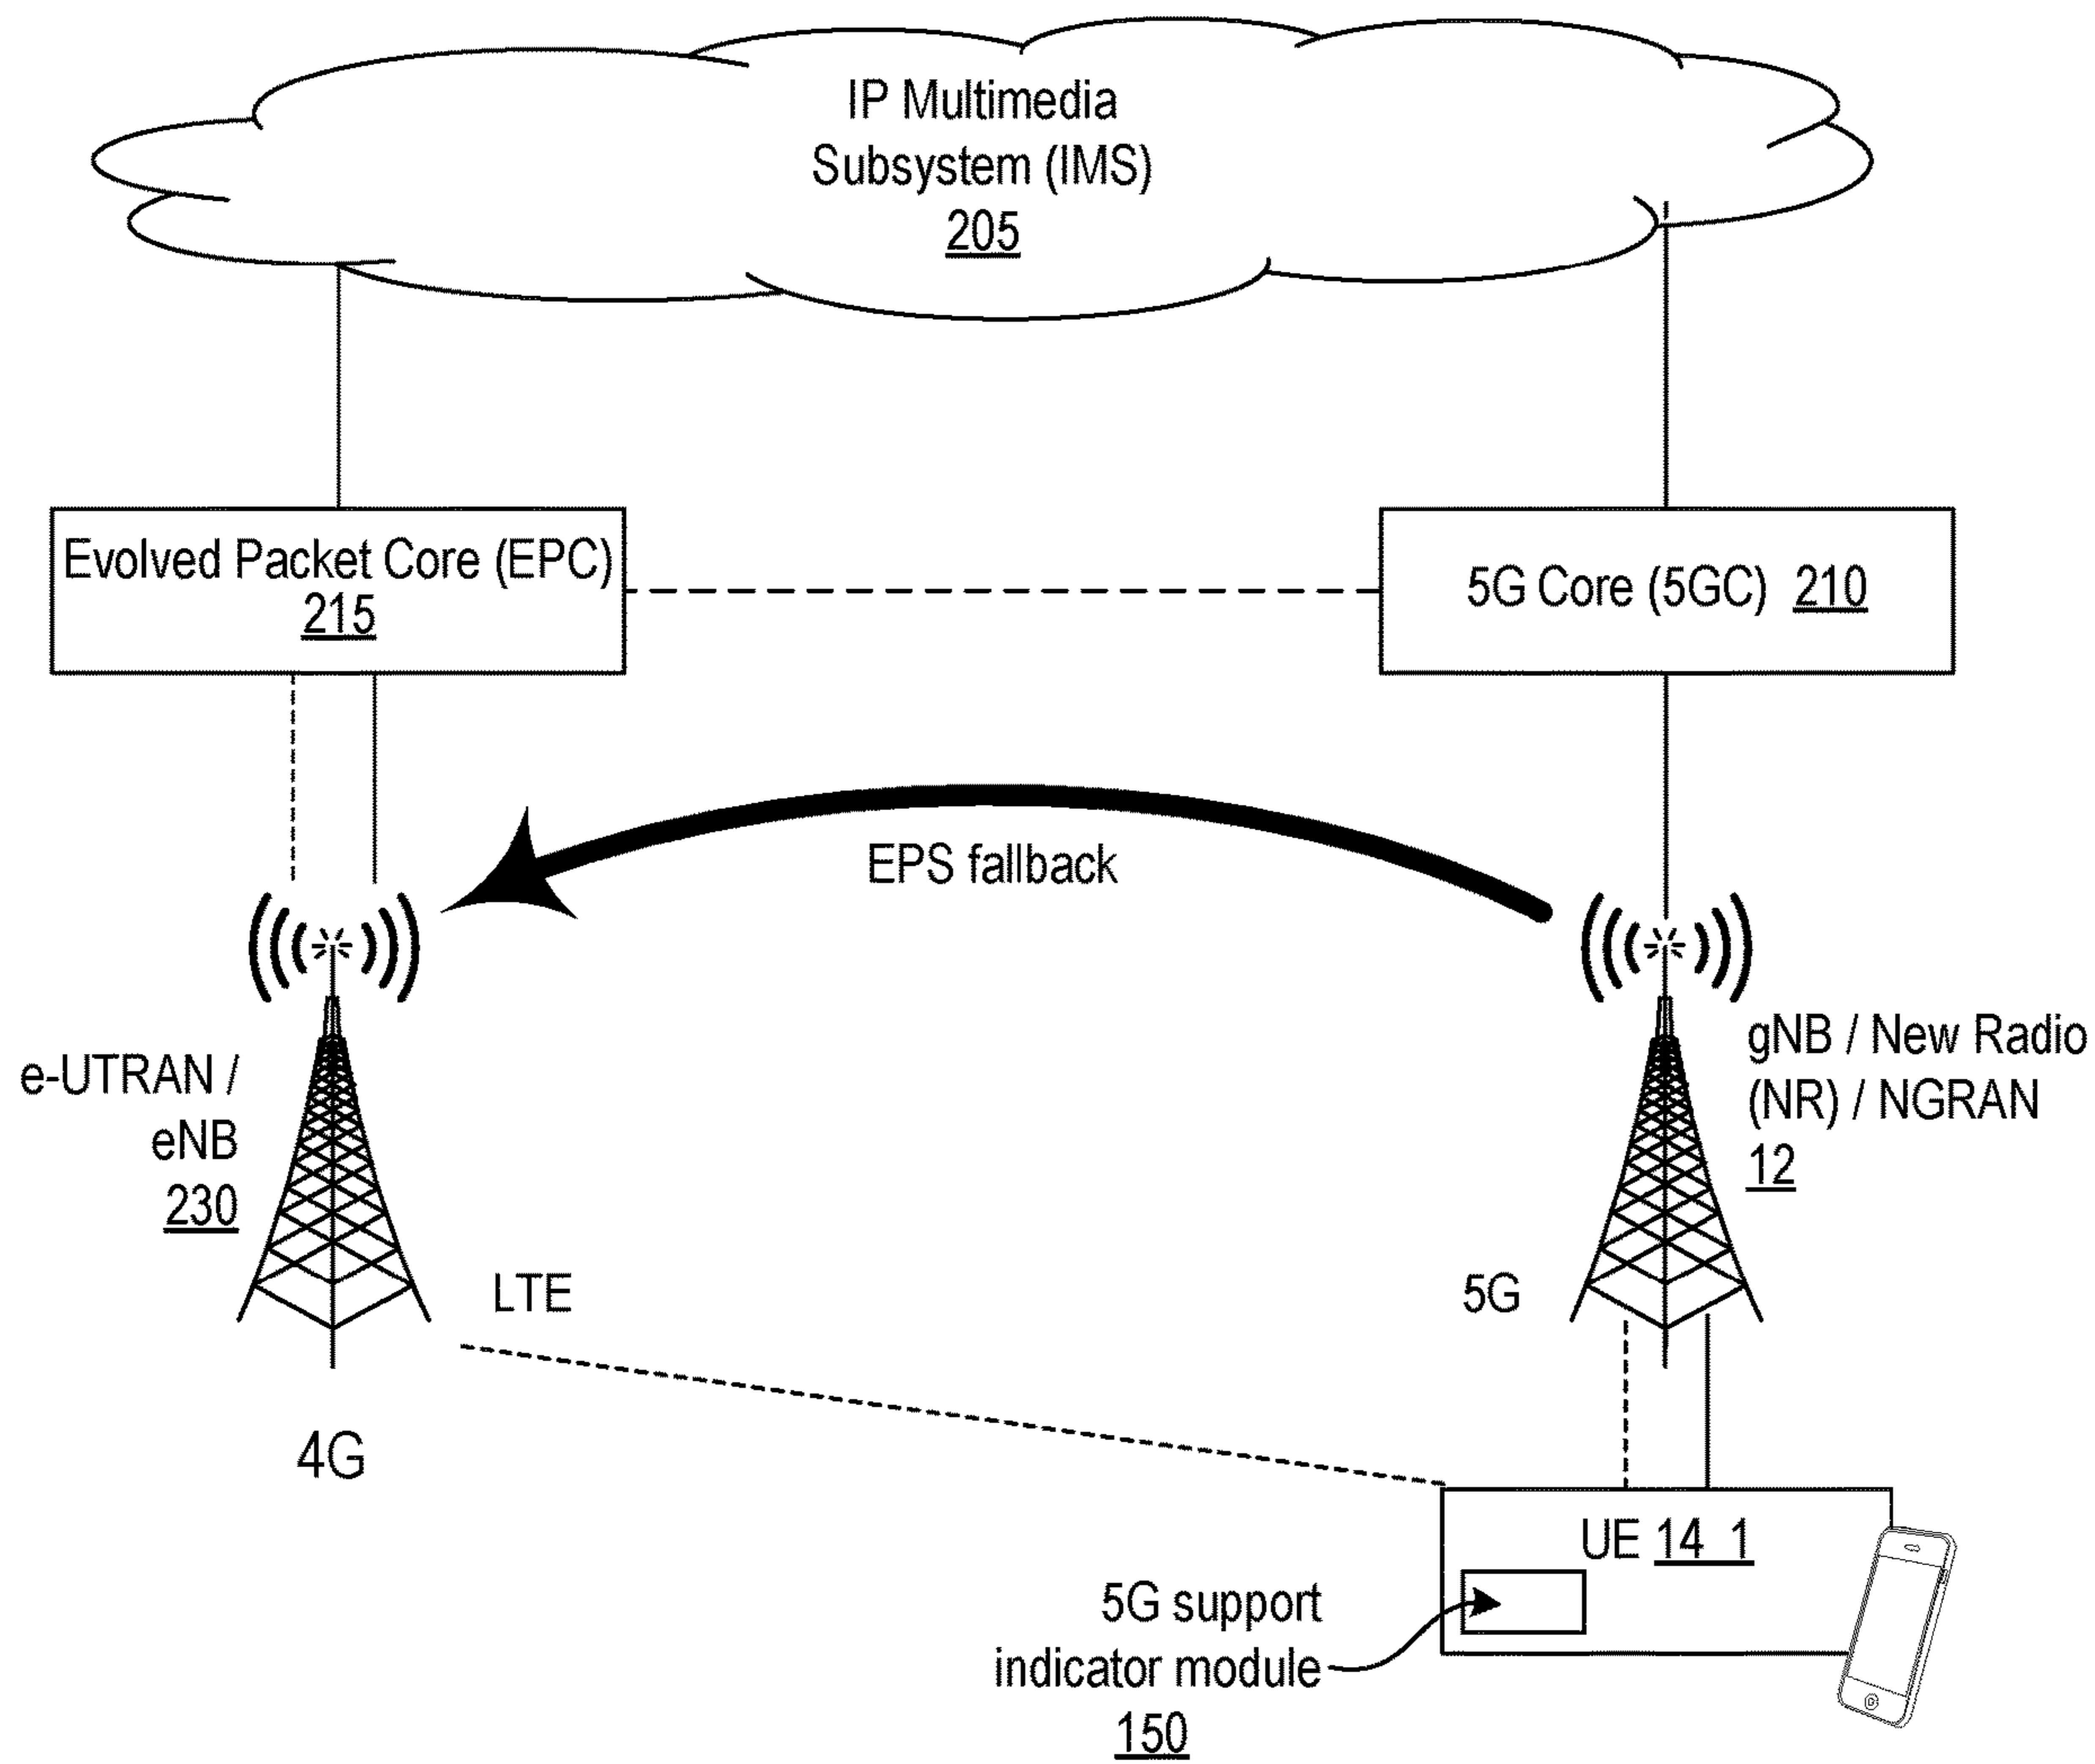 IP Multimedia
Subsystem (IMS)
205
Evolved Packet Core (EPC)
215
5G Core (5GC) 210
EPS fallback
e-UTRAN /
eNB
230
gNB / New Radio
(NR) / NGRAN
12
LTE
5G
4G
UE 14_1
5G support
indicator module
150